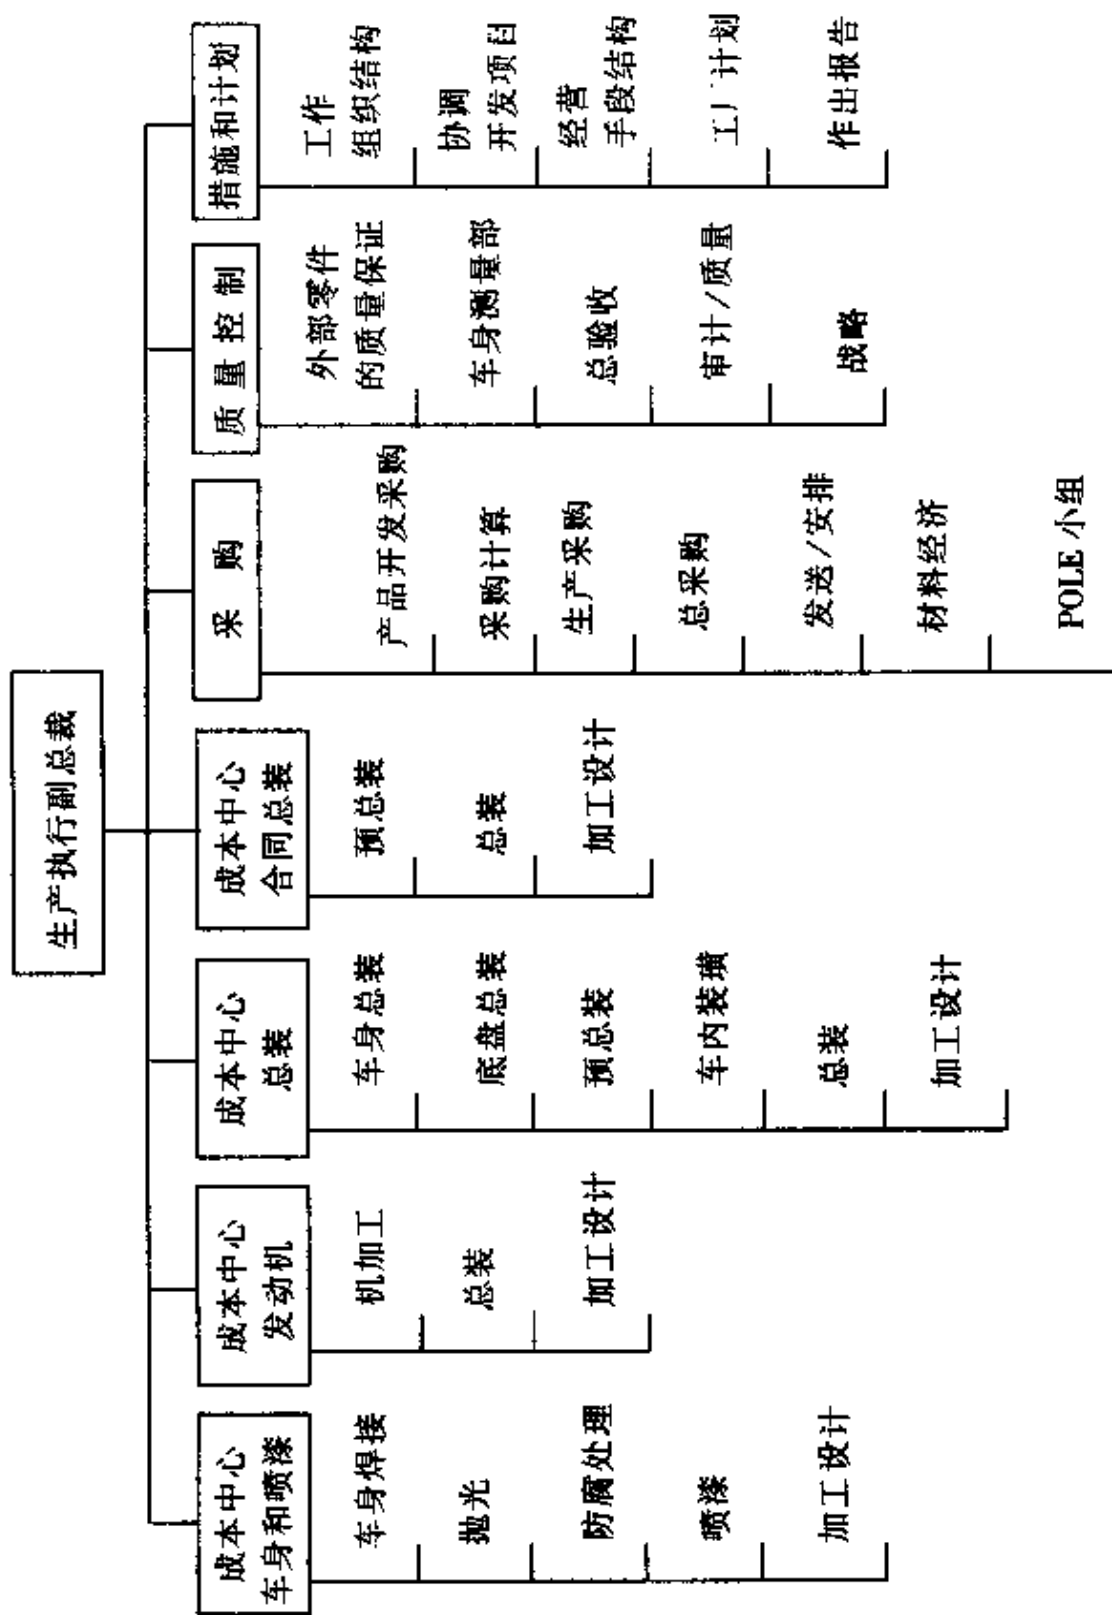 生产执行副总裁
成本中心
车身和喷漆
车身焊接
抛光
防腐处理
喷漆
加工设计
成本中心
发动机
机加工
总装
加工设计
成本中心
总装
车身总装
底盘总装
预总装
车内装璜
总装
加工设计
成本中心
合同总装
预总装
总装
加工设计
采购
产品开发采购
采购计算
生产采购
总采购
发送/安排
材料经济
POLE 小组
质量控制
外部零件
的质量保证
车身测量部
总验收
审计/质量
战略
措施和计划
工作
组织结构
协调
开发项目
经营
手段结构
工厂计划
作出报告